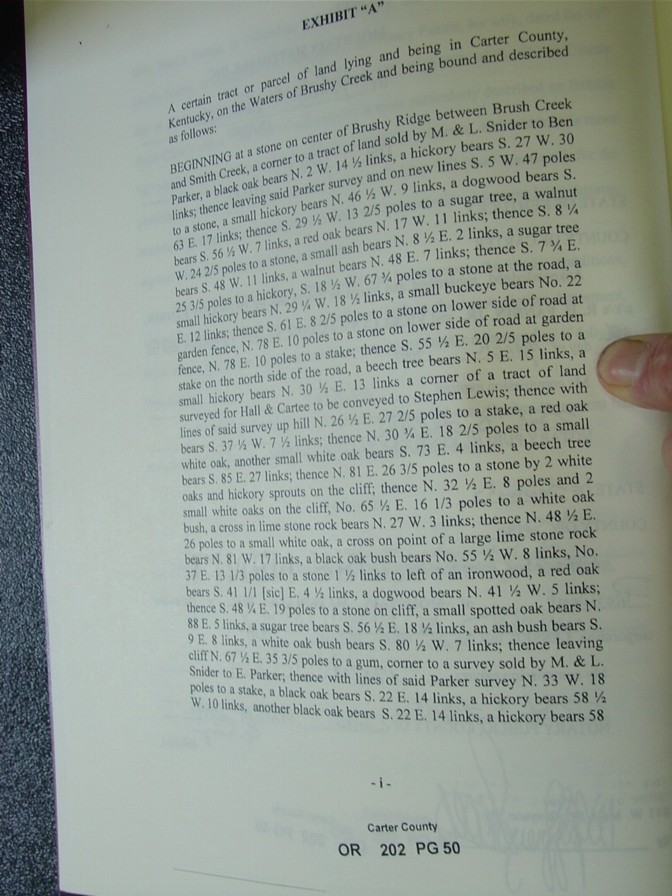 EXHIBIT "A"
A certain tract or parcel of land lying and being in Carter County,
Kentucky, on the Waters of Brushy Creek and being bound and described
as follows:
BEGINNING at a stone on center of Brushy Ridge between Brush Creek
and Smith Creek, a corner to a tract of land sold by M. & L. Snider to Ben
Parker, a black oak bears N. 2 W. 14 ½ links, a hickory bears S. 27 W. 30
links; thence leaving said Parker survey and on new lines S. 5 W. 47 poles
to a stone, a small hickory bears N. 46 ½ W. 9 links, a dogwood bears S.
63 E. 17 links; thence S. 29 ½ W. 13 2/5 poles to a sugar tree, a walnut
bears S. 56 ½ W. 7 links, a red oak bears N. 17 W. 11 links; thence S. 8 ¼
W. 24 2/5 poles to a stone, a small ash bears N. 8 ½ E. 2 links, a sugar tree
bears S. 48 W. 11 links, a walnut bears N. 48 E. 7 links; thence S. 7 ¾ E.
25 3/5 poles to a hickory, S. 18 ½ W. 67 ¾ poles to a stone at the road, a
small hickory bears N. 29 ¼ W. 18 ½ links, a small buckeye bears No. 22
E. 12 links; thence S. 61 E. 8 2/5 poles to a stone on lower side of road at
garden fence, N. 78 E. 10 poles to a stone on lower side of road at garden
fence, N. 78 E. 10 poles to a stake; thence S. 55 ½ E. 20 2/5 poles to a
stake on the north side of the road, a beech tree bears N. 5 E. 15 links, a
small hickory bears N. 30 ½ E. 13 links a corner of a tract of land
surveyed for Hall & Cartee to be conveyed to Stephen Lewis; thence with
lines of said survey up hill N. 26 ½ E. 27 2/5 poles to a stake, a red oak
bears S. 37 ½ W. 7 ½ links; thence N. 30 ¾ E. 18 2/5 poles to a small
white oak, another small white oak bears S. 73 E. 4 links, a beech tree
bears S. 85 E. 27 links; thence N. 81 E. 26 3/5 poles to a stone by 2 white
oaks and hickory sprouts on the cliff; thence N. 32 ½ E. 8 poles and 2
small white oaks on the cliff, No. 65 ½ E. 16 1/3 poles to a white oak
bush, a cross in lime stone rock bears N. 27 W. 3 links; thence N. 48 ½ E.
26 poles to a small white oak, a cross on point of a large lime stone rock
bears N. 81 W. 17 links, a black oak bush bears No. 55 ½ W. 8 links, No.
37 E. 13 1/3 poles to a stone 1 ½ links to left of an ironwood, a red oak
bears S. 41 1/1 [sic] E. 4 ½ links, a dogwood bears N. 41 ½ W. 5 links;
thence S. 48 ¼ E. 19 poles to a stone on cliff, a small spotted oak bears N.
88 E. 5 links, a sugar tree bears S. 56 ½ E. 18 ½ links, an ash bush bears S.
9 E. 8 links, a white oak bush bears S. 80 ½ W. 7 links; thence leaving
cliff N. 67 ½ E. 35 3/5 poles to a gum, corner to a survey sold by M. & L.
Snider to E. Parker; thence with lines of said Parker survey N. 33 W. 18
poles to a stake, a black oak bears S. 22 E. 14 links, a hickory bears 58 ½
W. 10 links, another black oak bears S. 22 E. 14 links, a hickory bears 58
- i -
Carter County
OR 202 PG 50